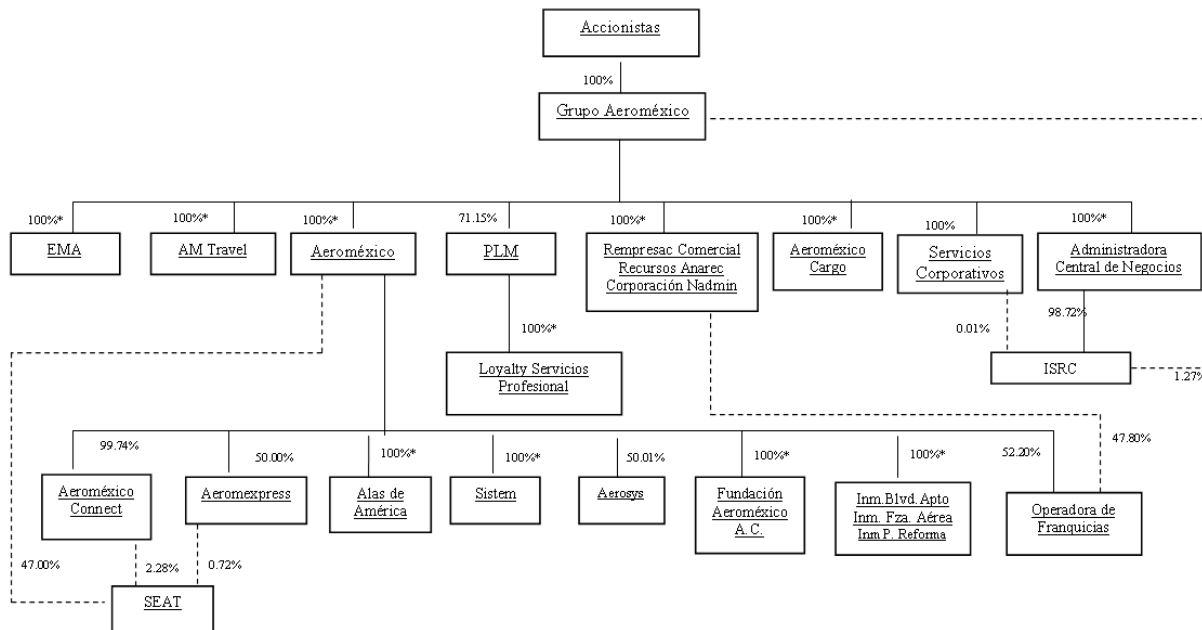 Accionistas
100%
Grupo Aeroméxico
100%*
100%*
100%*
71.15%
100%*
100%*
100%
100%*
EMA
AM Travel
Aeroméxico
PLM
Rempresac Comercial
Recursos Anarec
Corporación Nadmin
Aeroméxico
Cargo
Servicios
Corporativos
Administradora
Central de Negocios
100%*
0.01%
98.72%
Loyalty Servicios
Profesional
ISRC
1.27%
99.74%
50.00%
100%*
100%*
50.01%
100%*
100%*
52.20%
47.80%
Aeroméxico
Connect
Aeromexpress
Alas de
América
Sistem
Aerosys
Fundación
Aeroméxico
A.C.
Inm.Blvd. Apto
Inm. Fza. Aérea
Inm P. Reforma
Operadora de
Franquicias
47.00%
2.28%
0.72%
SEAT